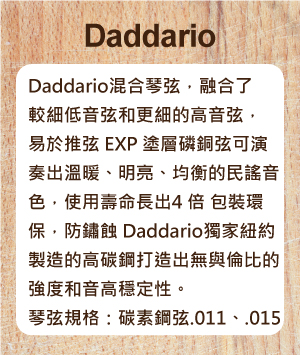 Daddario
Daddario混合琴弦，融合了
較細低音弦和更細的高音弦，
易於推弦 EXP 塗層磷銅弦可演
奏出溫暖、明亮、均衡的民謠音
色，使用壽命長出4 倍 包裝環
保，防鏽蝕 Daddario獨家紐約
製造的高碳鋼打造出無與倫比的
強度和音高穩定性。
琴弦規格：碳素鋼弦.011、.015